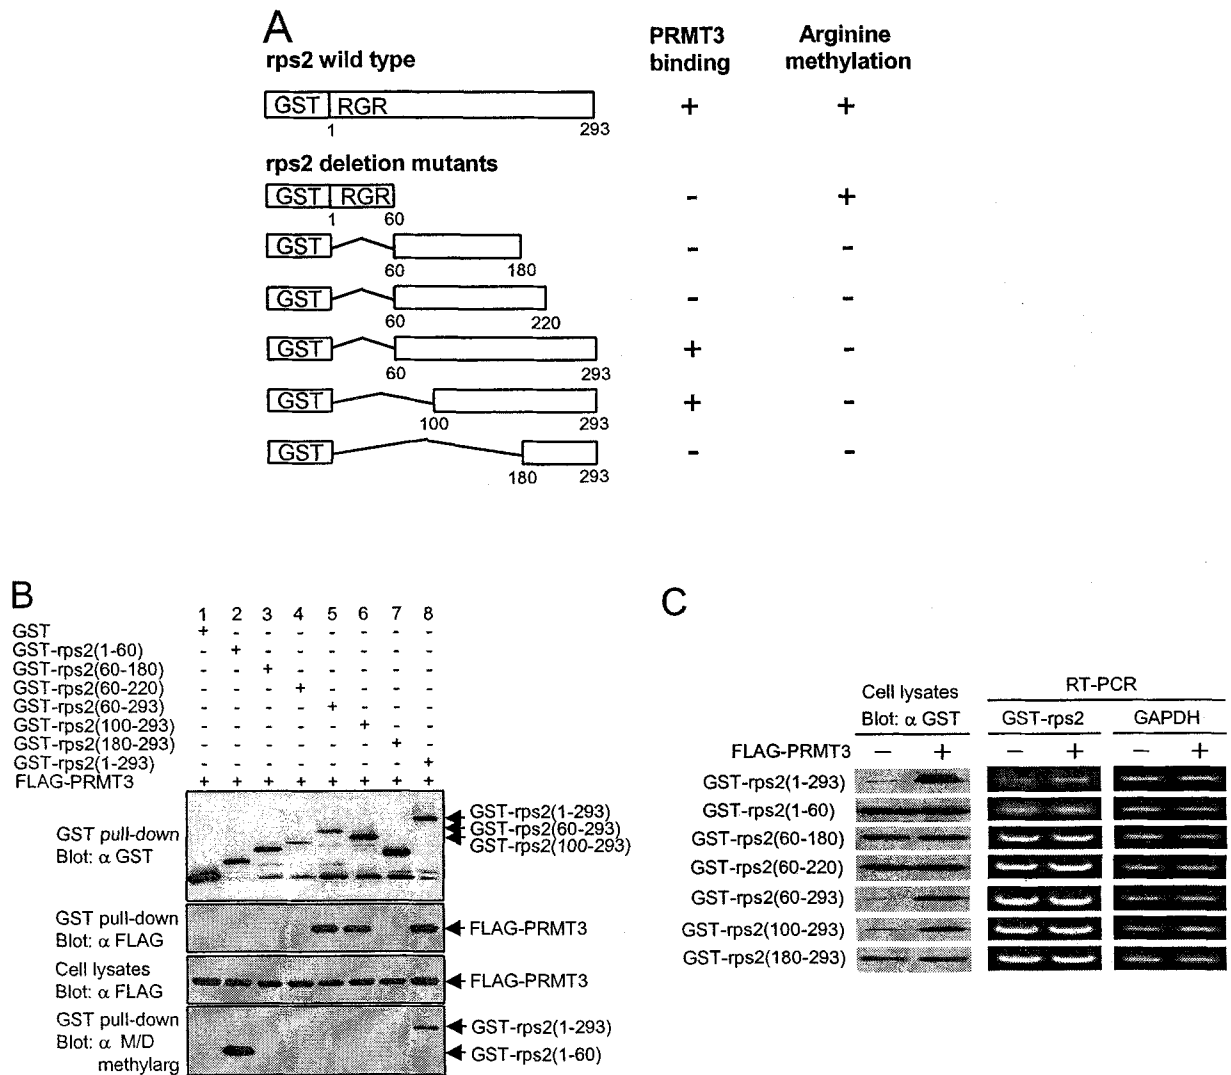 A
rps2 wild type
PRMT3 binding
Arginine methylation
GST RGR + +
1 293
rps2 deletion mutants
GST RGR - +
1 60
GST - -
60 180
GST - -
60 220
GST + -
60 293
GST + -
100 293
GST - -
180 293
B
1 2 3 4 5 6 7 8
GST + - - - - - - -
GST-rps2(1-60) - + - - - - - -
GST-rps2(60-180) - - + - - - - -
GST-rps2(60-220) - - - + - - - -
GST-rps2(60-293) - - - - + - - -
GST-rps2(100-293) - - - - - + - -
GST-rps2(180-293) - - - - - - + -
GST-rps2(1-293) - - - - - - - +
FLAG-PRMT3 + + + + + + + +
GST pull-down
Blot: α GST
GST-rps2(1-293)
GST-rps2(60-293)
GST-rps2(100-293)
GST pull-down
Blot: α FLAG
FLAG-PRMT3
Cell lysates
Blot: α FLAG
FLAG-PRMT3
GST pull-down
Blot: α M/D
methylarg
GST-rps2(1-293)
GST-rps2(1-60)
C
Cell lysates
Blot: α GST
RT-PCR
GST-rps2 GAPDH
FLAG-PRMT3 − + − + − +
GST-rps2(1-293)
GST-rps2(1-60)
GST-rps2(60-180)
GST-rps2(60-220)
GST-rps2(60-293)
GST-rps2(100-293)
GST-rps2(180-293)